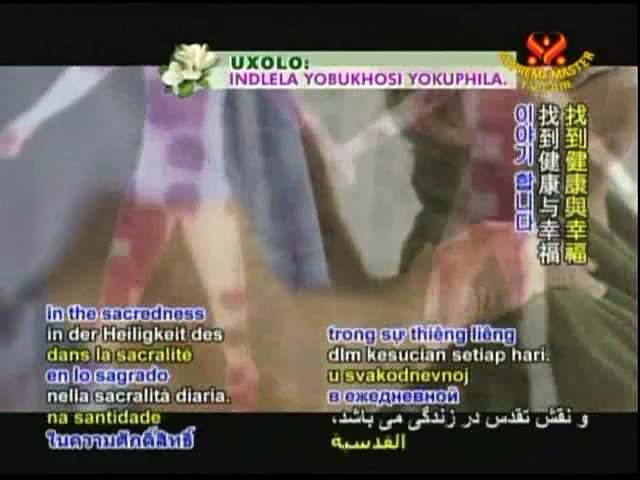 UXOLO:
INDLELA YOBUKHOSI YOKUPHILA.
SUPREME MASTER
找到健康與幸福
找到健康与幸福
이야기 합니다
in the sacredness
in der Heiligkeit des
dans la sacralité
en lo sagrado
nella sacralità diaria.
na santidade
ในความศักดิ์สิทธิ์
trong sự thiêng liêng
dlm kesucian setiap hari.
u svakodnevnoj
в ежедневной
و نقش تقدس در زندگی می باشد،
القدسية